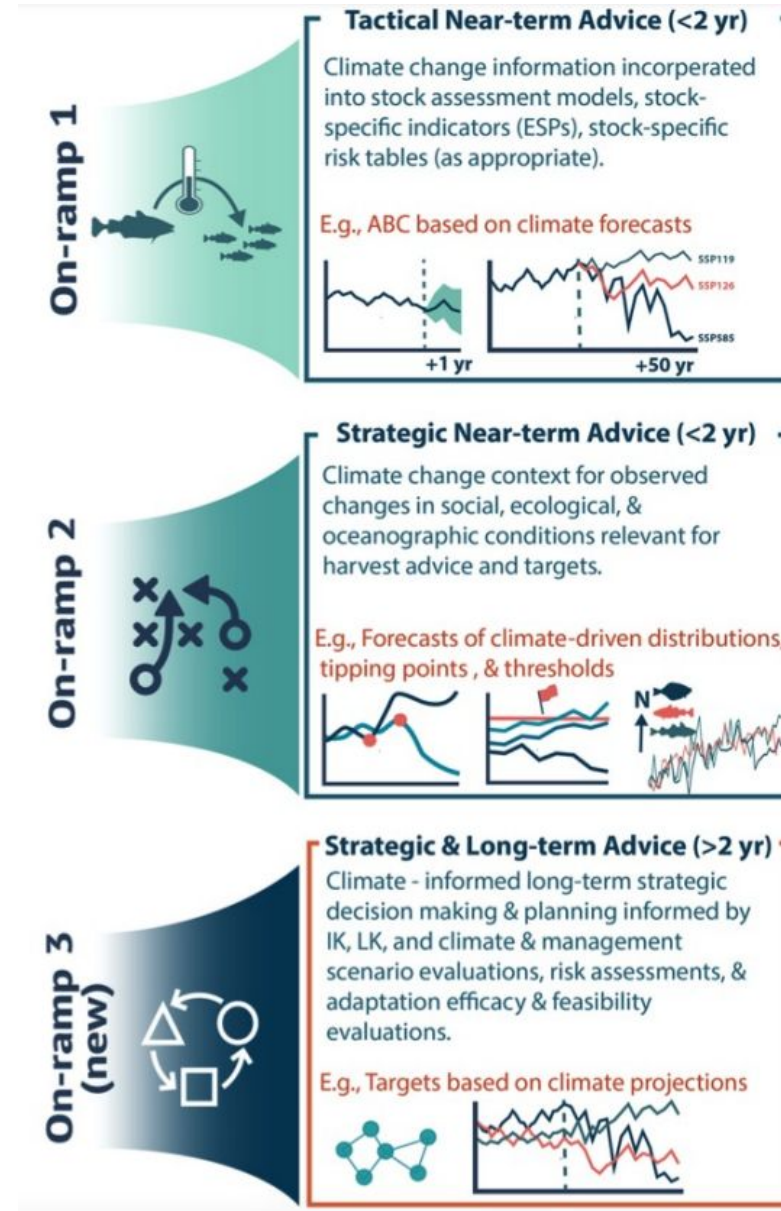 On-ramp 1
Tactical Near-term Advice (<2 yr)
Climate change information incorperated
into stock assessment models, stock-
specific indicators (ESPs), stock-specific
risk tables (as appropriate).
E.g., ABC based on climate forecasts
SSP119
SSP126
SSP585
+1 yr
+50 yr
On-ramp 2
Strategic Near-term Advice (<2 yr)
Climate change context for observed
changes in social, ecological, &
oceanographic conditions relevant for
harvest advice and targets.
E.g., Forecasts of climate-driven distributions,
tipping points , & thresholds
N
On-ramp 3
(new)
Strategic & Long-term Advice (>2 yr)
Climate - informed long-term strategic
decision making & planning informed by
IK, LK, and climate & management
scenario evaluations, risk assessments, &
adaptation efficacy & feasibility
evaluations.
E.g., Targets based on climate projections